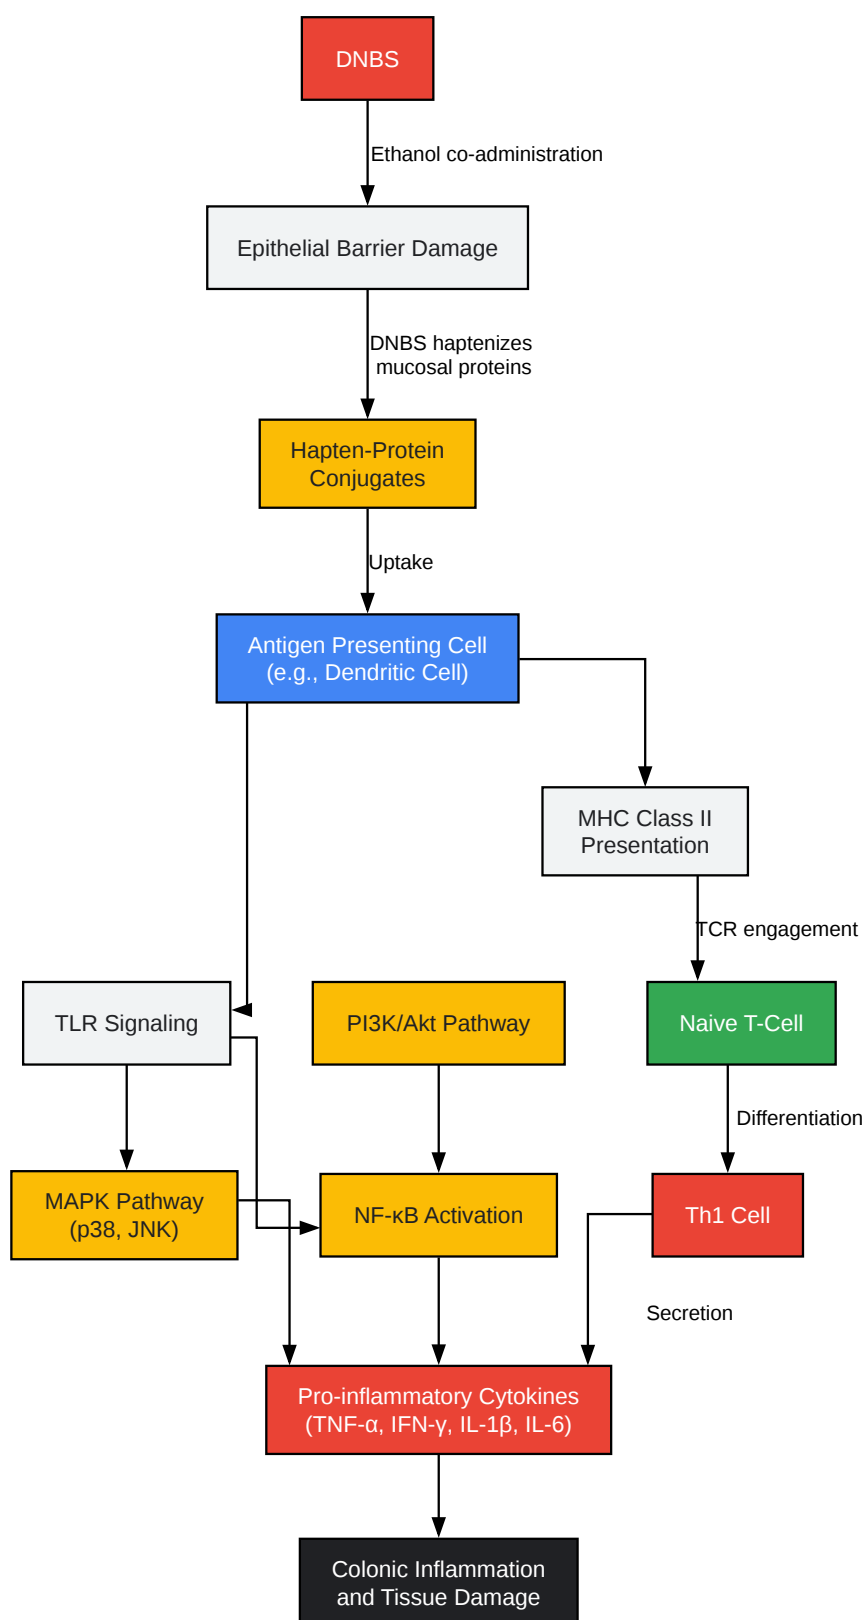 DNBS
Ethanol co-administration
Epithelial Barrier Damage
DNBS haptenizes
mucosal proteins
Hapten-Protein
Conjugates
Uptake
Antigen Presenting Cell
(e.g., Dendritic Cell)
MHC Class II
Presentation
TCR engagement
TLR Signaling
PI3K/Akt Pathway
Naive T-Cell
Differentiation
MAPK Pathway
(p38, JNK)
NF-κB Activation
Th1 Cell
Secretion
Pro-inflammatory Cytokines
(TNF-α, IFN-γ, IL-1β, IL-6)
Colonic Inflammation
and Tissue Damage